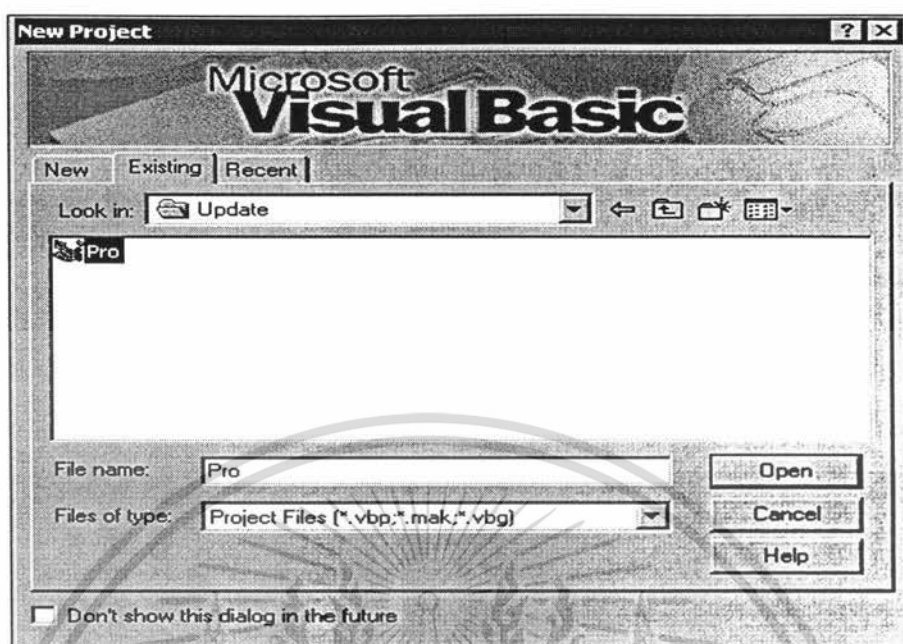 New Project
Microsoft
Visual Basic
New Existing Recent
Look in: Update
Pro
File name: Pro Open
Files of type: Project Files (*.vbp;*.mak;*.vbg) Cancel
Help
Don't show this dialog in the future